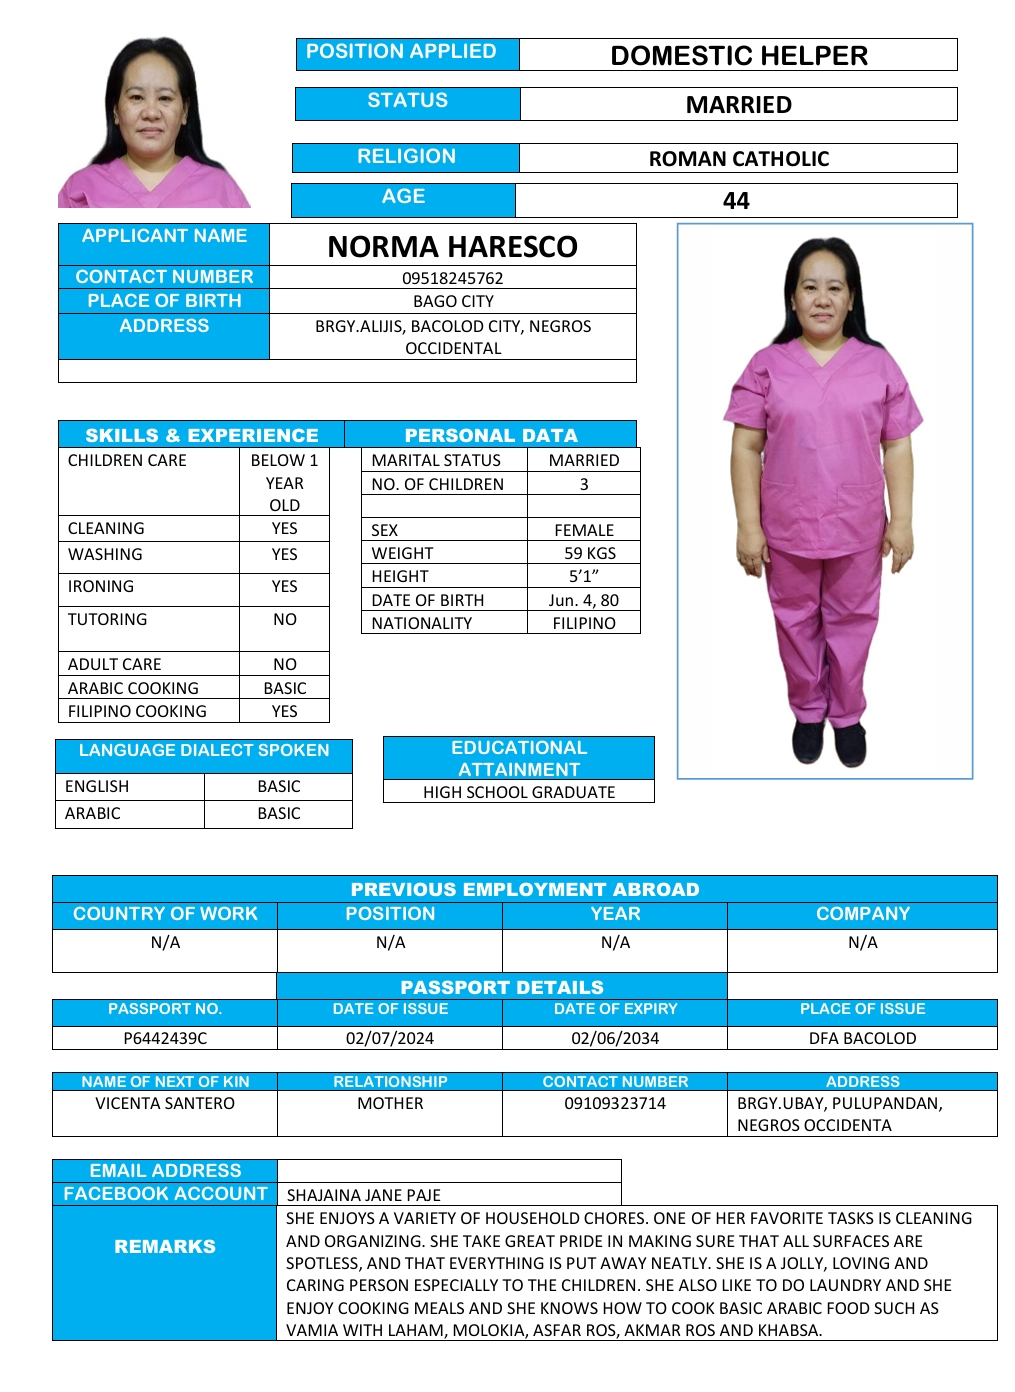 POSITION APPLIED DOMESTIC HELPER
STATUS MARRIED
RELIGION ROMAN CATHOLIC
AGE 44
APPLICANT NAME NORMA HARESCO
CONTACT NUMBER 09518245762
PLACE OF BIRTH BAGO CITY
ADDRESS BRGY.ALIJIS, BACOLOD CITY, NEGROS
OCCIDENTAL
SKILLS & EXPERIENCE
CHILDREN CARE BELOW 1
YEAR
OLD
CLEANING YES
WASHING YES
IRONING YES
TUTORING NO
ADULT CARE NO
ARABIC COOKING BASIC
FILIPINO COOKING YES
PERSONAL DATA
MARITAL STATUS MARRIED
NO. OF CHILDREN 3
SEX FEMALE
WEIGHT 59 KGS
HEIGHT 5’1”
DATE OF BIRTH Jun. 4, 80
NATIONALITY FILIPINO
LANGUAGE DIALECT SPOKEN
ENGLISH BASIC
ARABIC BASIC
EDUCATIONAL
ATTAINMENT
HIGH SCHOOL GRADUATE
PREVIOUS EMPLOYMENT ABROAD
COUNTRY OF WORK POSITION YEAR COMPANY
N/A N/A N/A N/A
PASSPORT DETAILS
PASSPORT NO. DATE OF ISSUE DATE OF EXPIRY PLACE OF ISSUE
P6442439C 02/07/2024 02/06/2034 DFA BACOLOD
NAME OF NEXT OF KIN RELATIONSHIP CONTACT NUMBER ADDRESS
VICENTA SANTERO MOTHER 09109323714 BRGY.UBAY, PULUPANDAN,
NEGROS OCCIDENTA
EMAIL ADDRESS
FACEBOOK ACCOUNT SHAJAINA JANE PAJE
REMARKS
SHE ENJOYS A VARIETY OF HOUSEHOLD CHORES. ONE OF HER FAVORITE TASKS IS CLEANING
AND ORGANIZING. SHE TAKE GREAT PRIDE IN MAKING SURE THAT ALL SURFACES ARE
SPOTLESS, AND THAT EVERYTHING IS PUT AWAY NEATLY. SHE IS A JOLLY, LOVING AND
CARING PERSON ESPECIALLY TO THE CHILDREN. SHE ALSO LIKE TO DO LAUNDRY AND SHE
ENJOY COOKING MEALS AND SHE KNOWS HOW TO COOK BASIC ARABIC FOOD SUCH AS
VAMIA WITH LAHAM, MOLOKIA, ASFAR ROS, AKMAR ROS AND KHABSA.